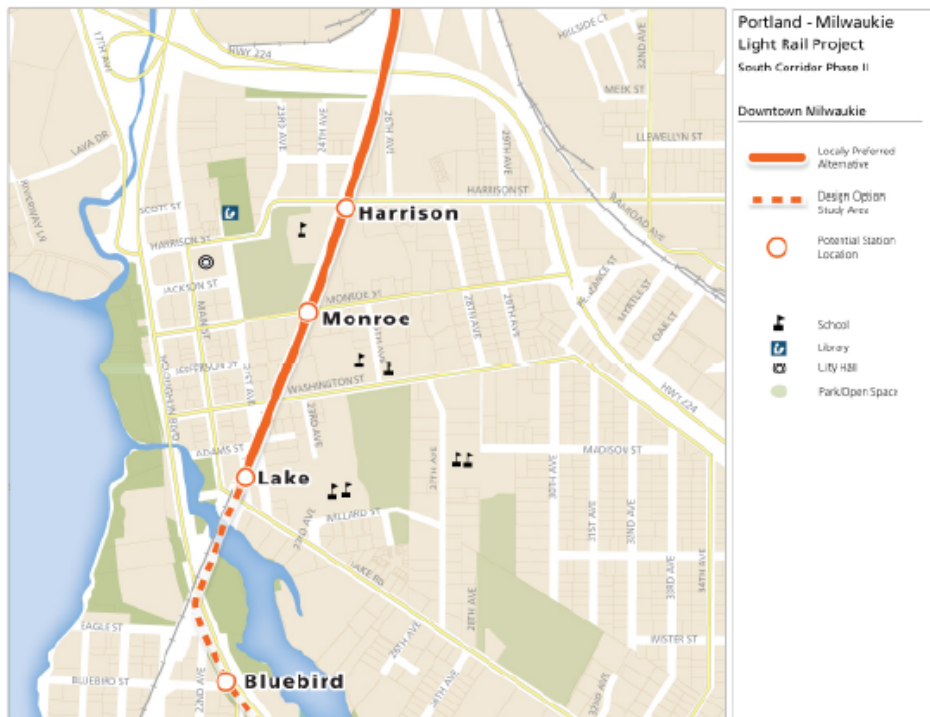 Portland - Milwaukie
Light Rail Project
South Corridor Phase II
Downtown Milwaukie
Locally Preferred
Alternative
Design Option
Study Area
Potential Station
Location
School
Library
City Hall
Park/Open Space
17TH AVE
HWY 224
HILLSIDE CT
32ND AVE
MEEK ST
LLEWELLYN ST
LAVA DR
RIVERWAY LN
23RD AVE
24TH AVE
26TH AVE
29TH AVE
HARRISON ST
RAILROAD AVE
SCOTT ST
Harrison
HARRISON ST
JACKSON ST
MAIN ST
MONROE ST
Monroe
28TH AVE
29TH AVE
MYRTLE ST
OAK ST
JEFFERSON ST
21ST AVE
WASHINGTON ST
23RD AVE
HWY 224
ADAMS ST
Lake
27TH AVE
MADISON ST
30TH AVE
31ST AVE
32ND AVE
33RD AVE
34TH AVE
WILLARD ST
LAKE RD
28TH AVE
EAGLE ST
WISTER ST
BLUEBIRD ST
22ND AVE
Bluebird
32ND AVE